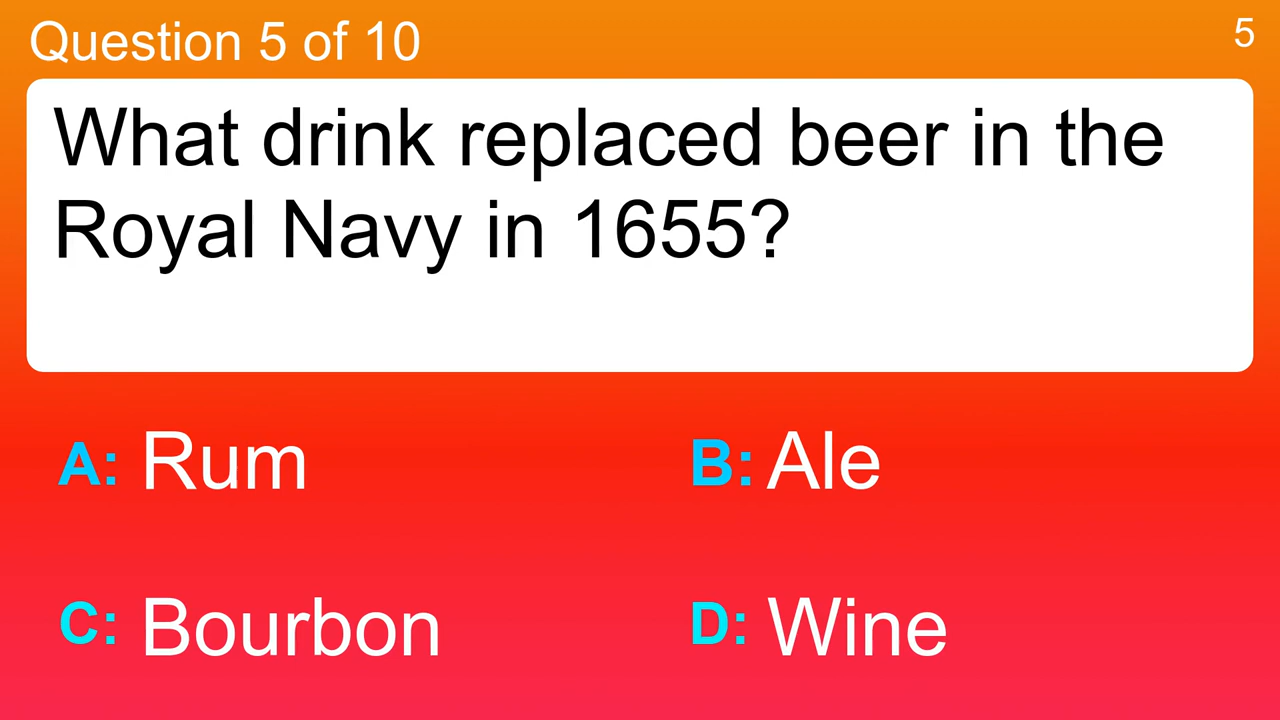 Question 5 of 10
5
What drink replaced beer in the
Royal Navy in 1655?
A: Rum
B: Ale
C: Bourbon
D: Wine